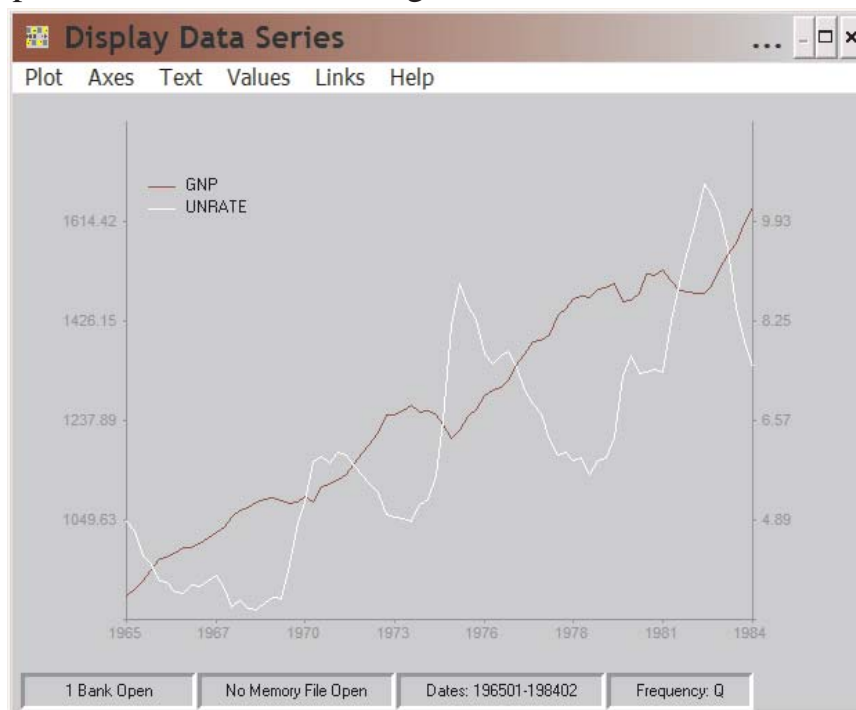 Display Data Series ...
Plot Axes Text Values Links Help
GNP
UNRATE
1614.42
9.93
1426.15
8.25
1237.89
6.57
1049.63
4.89
1965 1967 1970 1973 1976 1978 1981 1984
1 Bank Open No Memory File Open Dates: 196501-198402 Frequency: Q